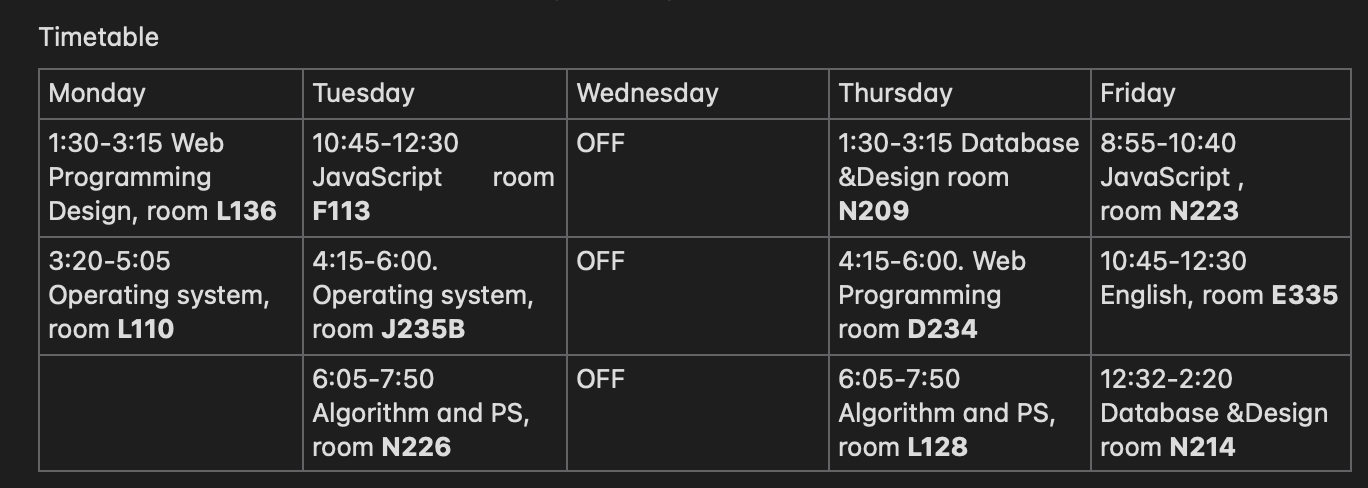 Timetable
Monday
Tuesday
Wednesday
Thursday
Friday
1:30-3:15 Web
Programming
Design, room L136
10:45-12:30
JavaScript room
F113
OFF
1:30-3:15 Database
&Design room
N209
8:55-10:40
JavaScript ,
room N223
3:20-5:05
Operating system,
room L110
4:15-6:00.
Operating system,
room J235B
OFF
4:15-6:00. Web
Programming
room D234
10:45-12:30
English, room E335
6:05-7:50
Algorithm and PS,
room N226
OFF
6:05-7:50
Algorithm and PS,
room L128
12:32-2:20
Database &Design
room N214